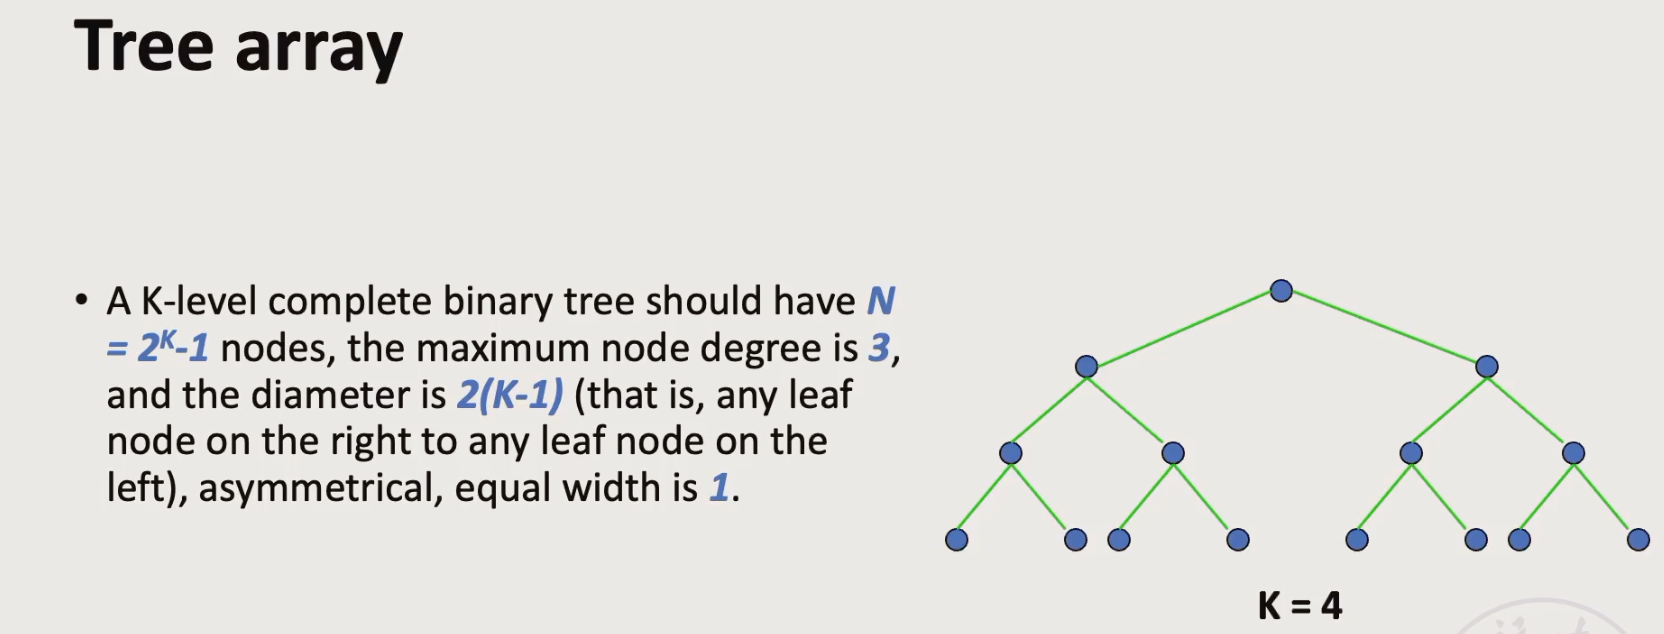 Tree array
• A K-level complete binary tree should have N
= 2ᴷ-1 nodes, the maximum node degree is 3,
and the diameter is 2(K-1) (that is, any leaf
node on the right to any leaf node on the
left), asymmetrical, equal width is 1.
K = 4